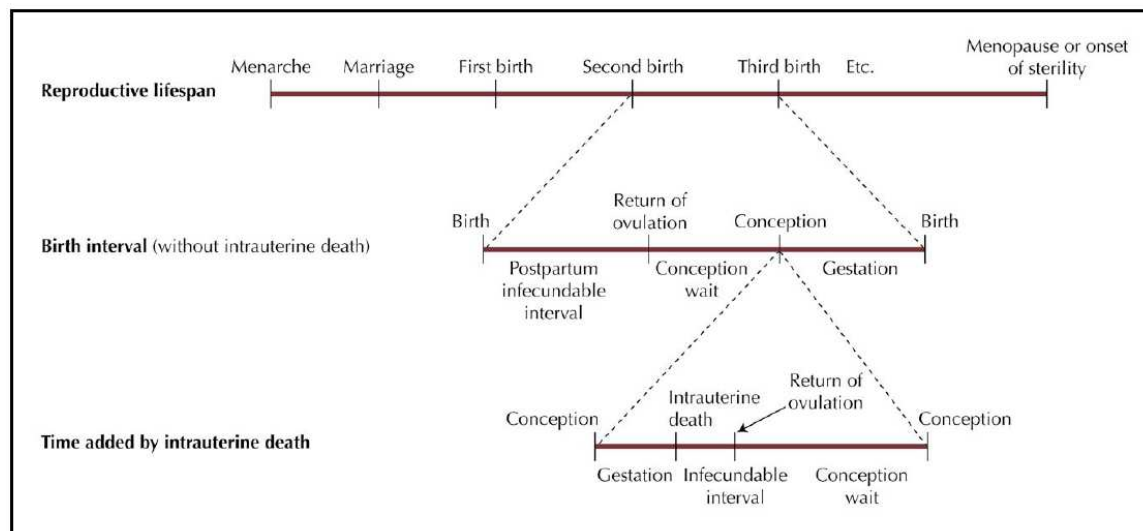 Menarche
Marriage
First birth
Second birth
Third birth
Etc.
Menopause or onset
of sterility
Reproductive lifespan
Birth
Return of
ovulation
Conception
Birth
Birth interval (without intrauterine death)
Postpartum
infecundable
interval
Conception
wait
Gestation
Conception
Intrauterine
death
Return of
ovulation
Conception
Time added by intrauterine death
Gestation
Infecundable
interval
Conception
wait